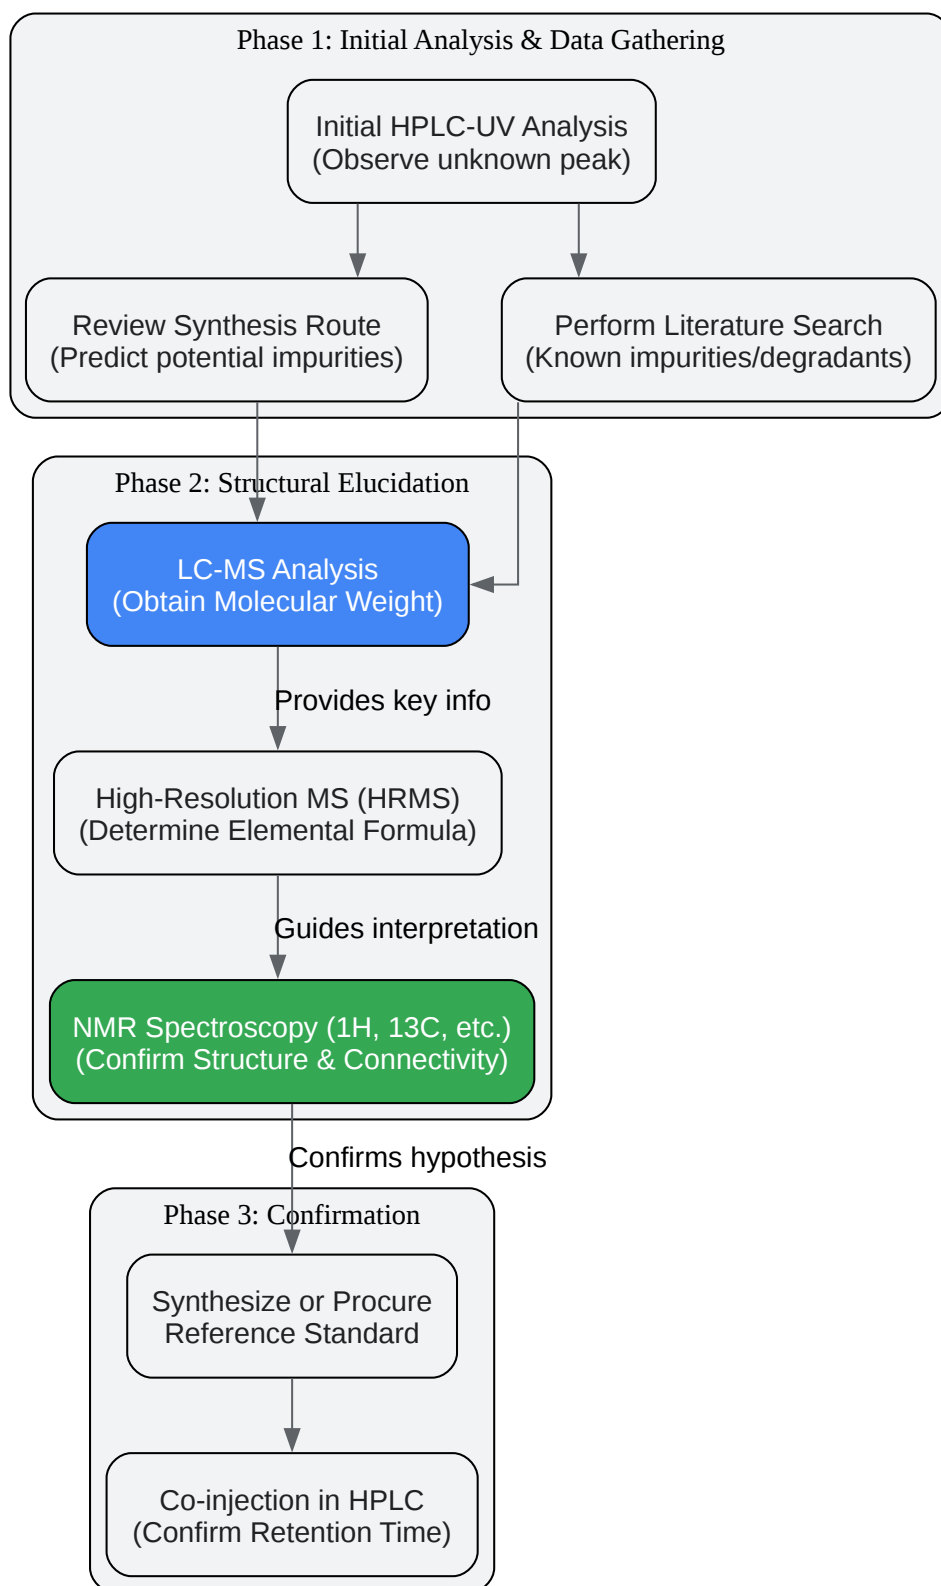 Phase 1: Initial Analysis & Data Gathering
Initial HPLC-UV Analysis
(Observe unknown peak)
Review Synthesis Route
(Predict potential impurities)
Perform Literature Search
(Known impurities/degradants)
Phase 2: Structural Elucidation
LC-MS Analysis
(Obtain Molecular Weight)
Provides key info
High-Resolution MS (HRMS)
(Determine Elemental Formula)
Guides interpretation
NMR Spectroscopy (1H, 13C, etc.)
(Confirm Structure & Connectivity)
Confirms hypothesis
Phase 3: Confirmation
Synthesize or Procure
Reference Standard
Co-injection in HPLC
(Confirm Retention Time)